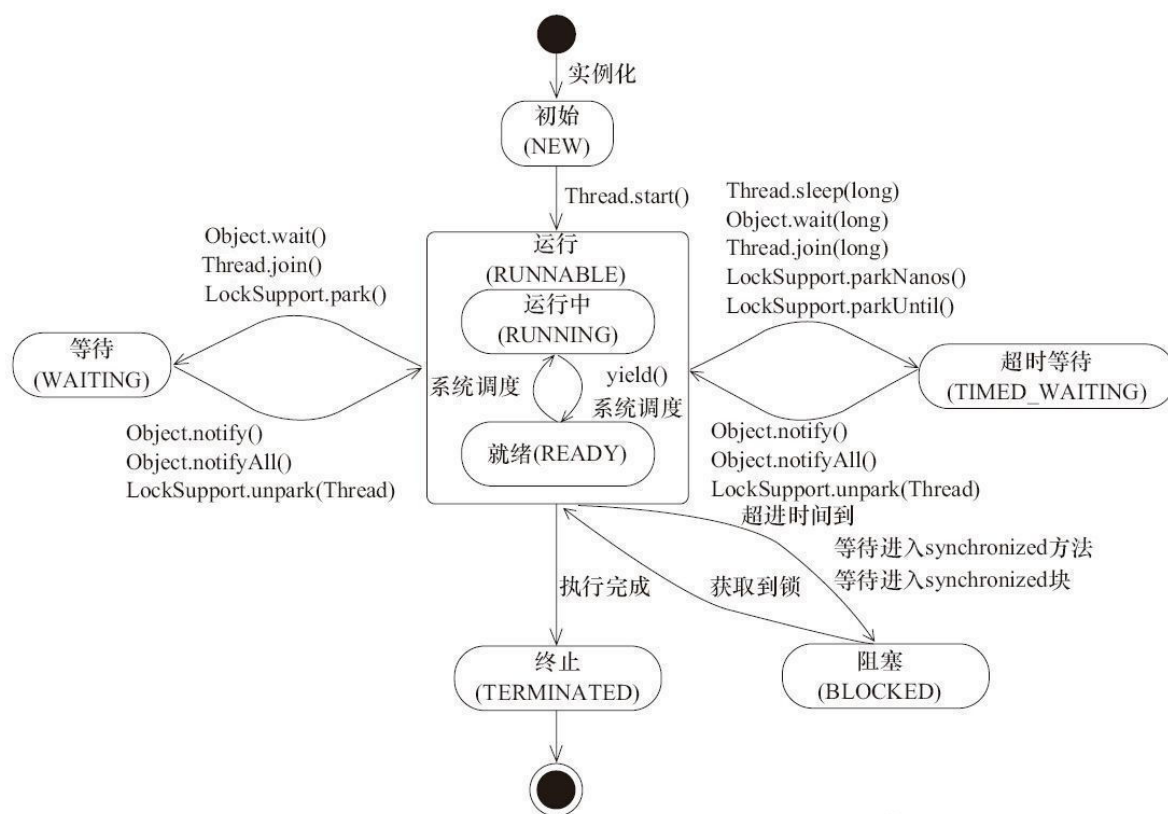 实例化
初始
(NEW)
Thread.start()
Object.wait()
Thread.join()
LockSupport.park()
Thread.sleep(long)
Object.wait(long)
Thread.join(long)
LockSupport.parkNanos()
LockSupport.parkUntil()
运行
(RUNNABLE)
运行中
(RUNNING)
系统调度
yield()
系统调度
就绪(READY)
等待
(WAITING)
超时等待
(TIMED_WAITING)
Object.notify()
Object.notifyAll()
LockSupport.unpark(Thread)
Object.notify()
Object.notifyAll()
LockSupport.unpark(Thread)
超进时间到
等待进入synchronized方法
等待进入synchronized块
执行完成
获取到锁
终止
(TERMINATED)
阻塞
(BLOCKED)